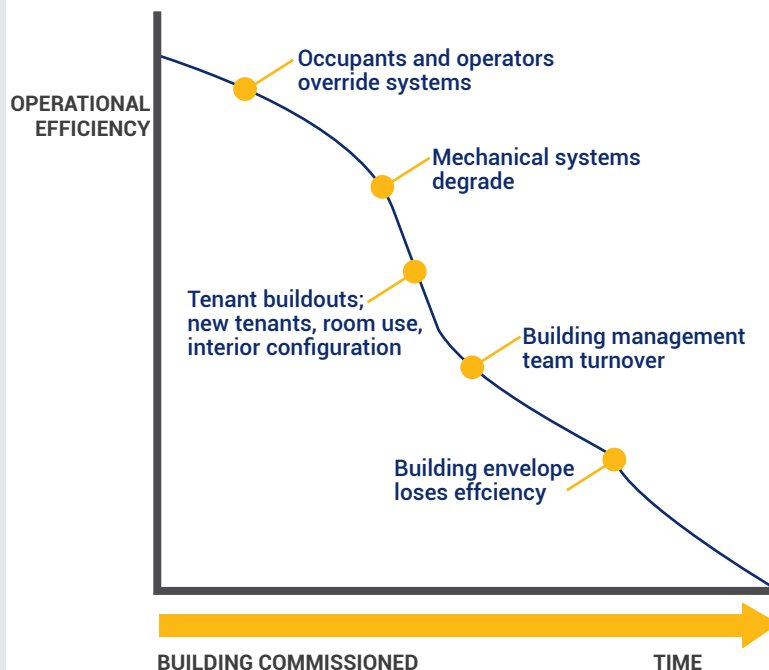 Occupants and operators
override systems
OPERATIONAL
EFFICIENCY
Mechanical systems
degrade
Tenant buildouts;
new tenants, room use,
interior configuration
Building management
team turnover
Building envelope
loses effciency
BUILDING COMMISSIONED
TIME